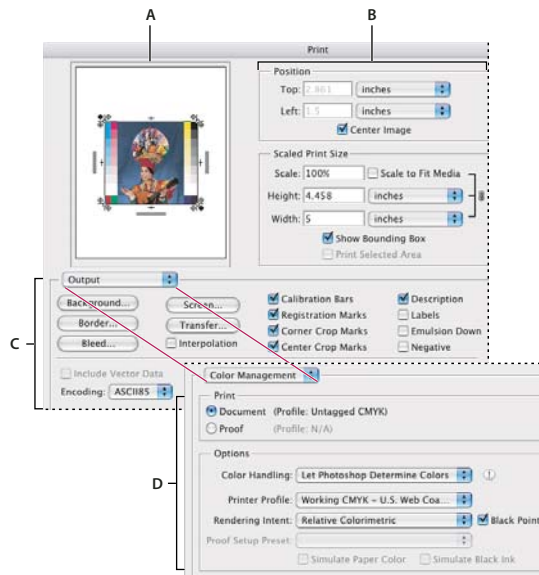 A
B
Print
Position
Top: 2.861 inches
Left: 1.5 inches
Center Image
Scaled Print Size
Scale: 100% Scale to Fit Media
Height: 4.458 inches
Width: 5 inches
Show Bounding Box
Print Selected Area
C
Output
Background... Screen... Calibration Bars Description
Border... Transfer... Registration Marks Labels
Bleed... Interpolation Corner Crop Marks Emulsion Down
Center Crop Marks Negative
Include Vector Data
Encoding: ASCII85
D
Color Management
Print
Document (Profile: Untagged CMYK)
Proof (Profile: N/A)
Options
Color Handling: Let Photoshop Determine Colors
Printer Profile: Working CMYK – U.S. Web Coa...
Rendering Intent: Relative Colorimetric Black Point
Proof Setup Preset:
Simulate Paper Color Simulate Black Ink